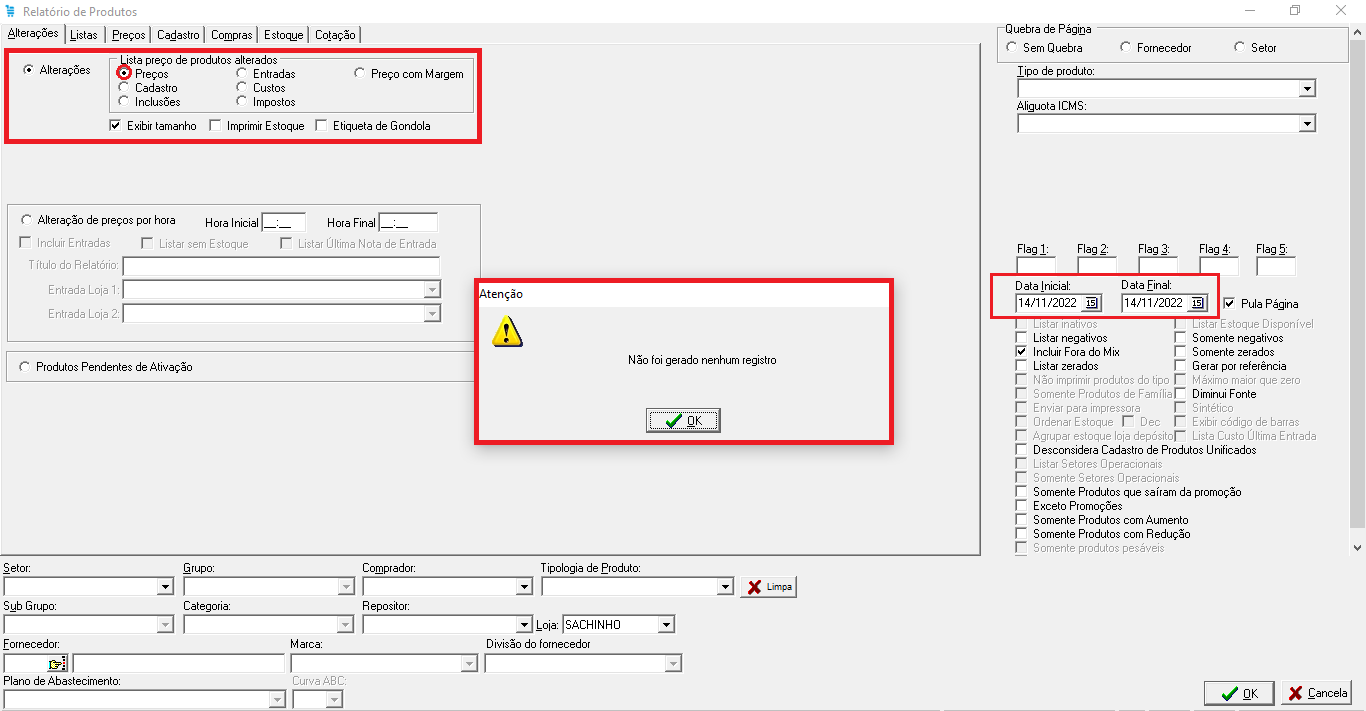 Relatório de Produtos
Alterações Listas Preços Cadastro Compras Estoque Cotação
Alterações
Lista preço de produtos alterados
Preços Entradas Preço com Margem
Cadastro Custos
Inclusões Impostos
Exibir tamanho Imprimir Estoque Etiqueta de Gondola
Alteração de preços por hora Hora Inicial __:__ Hora Final __:__
Incluir Entradas Listar sem Estoque Listar Última Nota de Entrada
Título do Relatório:
Entrada Loja 1:
Entrada Loja 2:
Produtos Pendentes de Ativação
Atenção
Não foi gerado nenhum registro
OK
Quebra de Página
Sem Quebra Fornecedor Setor
Tipo de produto:
Aliguota ICMS:
Flag 1: Flag 2: Flag 3: Flag 4: Flag 5:
Data Inicial: Data Final:
14/11/2022 15 14/11/2022 15 Pula Página
Listar inativos Listar Estoque Disponível
Listar negativos Somente negativos
Incluir Fora do Mix Somente zerados
Listar zerados Gerar por referência
Não imprimir produtos do tipo Máximo maior que zero
Somente Produtos de Família Diminui Fonte
Enviar para impressora Sintético
Ordenar Estoque Dec Exibir código de barras
Agrupar estoque loja depósito Lista Custo Última Entrada
Desconsidera Cadastro de Produtos Unificados
Listar Setores Operacionais
Somente Setores Operacionais
Somente Produtos que saíram da promoção
Exceto Promoções
Somente Produtos com Aumento
Somente Produtos com Redução
Somente produtos pesáveis
Setor: Grupo: Comprador: Tipologia de Produto:
Limpa
Sub Grupo: Categoria: Repositor:
Loja: SACHINHO
Fornecedor: Marca: Divisão do fornecedor
Plano de Abastecimento: Curva ABC:
OK Cancela